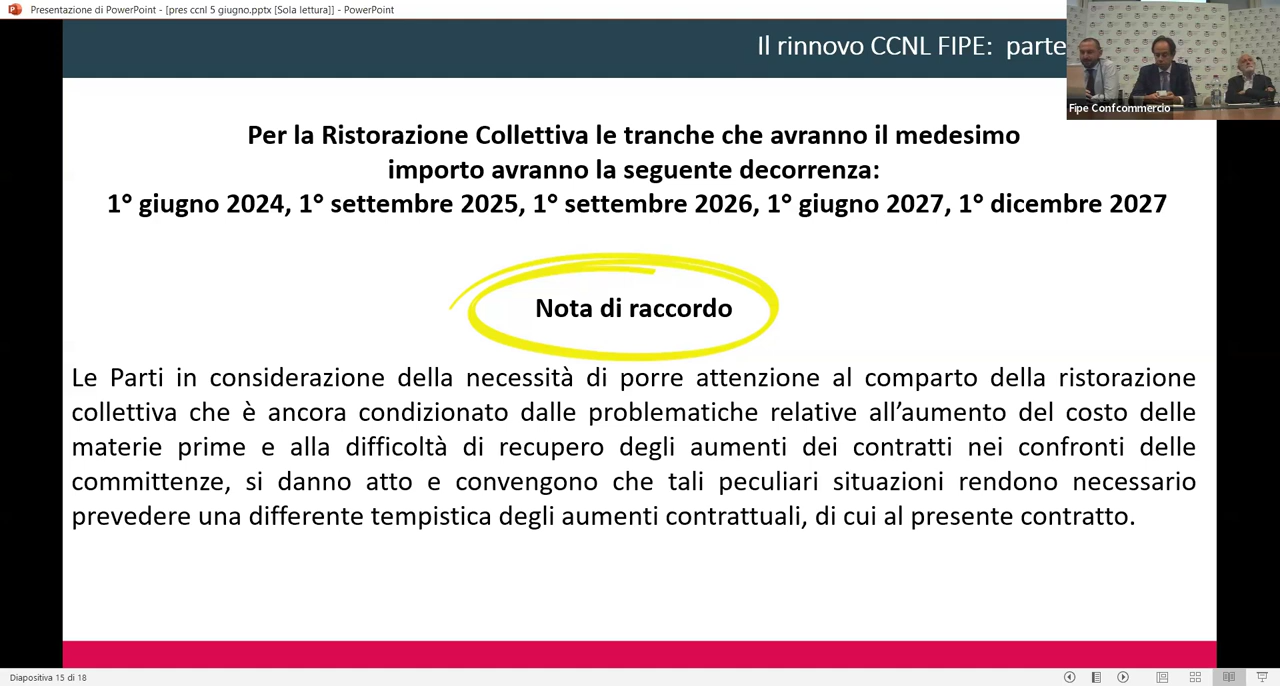 Presentazione di PowerPoint - [pres ccnl 5 giugno.pptx [Sola lettura]] - PowerPoint
Il rinnovo CCNL FIPE: parte
Fipe Confcommercio
Per la Ristorazione Collettiva le tranche che avranno il medesimo
importo avranno la seguente decorrenza:
1° giugno 2024, 1° settembre 2025, 1° settembre 2026, 1° giugno 2027, 1° dicembre 2027
Nota di raccordo
Le Parti in considerazione della necessità di porre attenzione al comparto della ristorazione
collettiva che è ancora condizionato dalle problematiche relative all’aumento del costo delle
materie prime e alla difficoltà di recupero degli aumenti dei contratti nei confronti delle
committenze, si danno atto e convengono che tali peculiari situazioni rendono necessario
prevedere una differente tempistica degli aumenti contrattuali, di cui al presente contratto.
Diapositiva 15 di 18